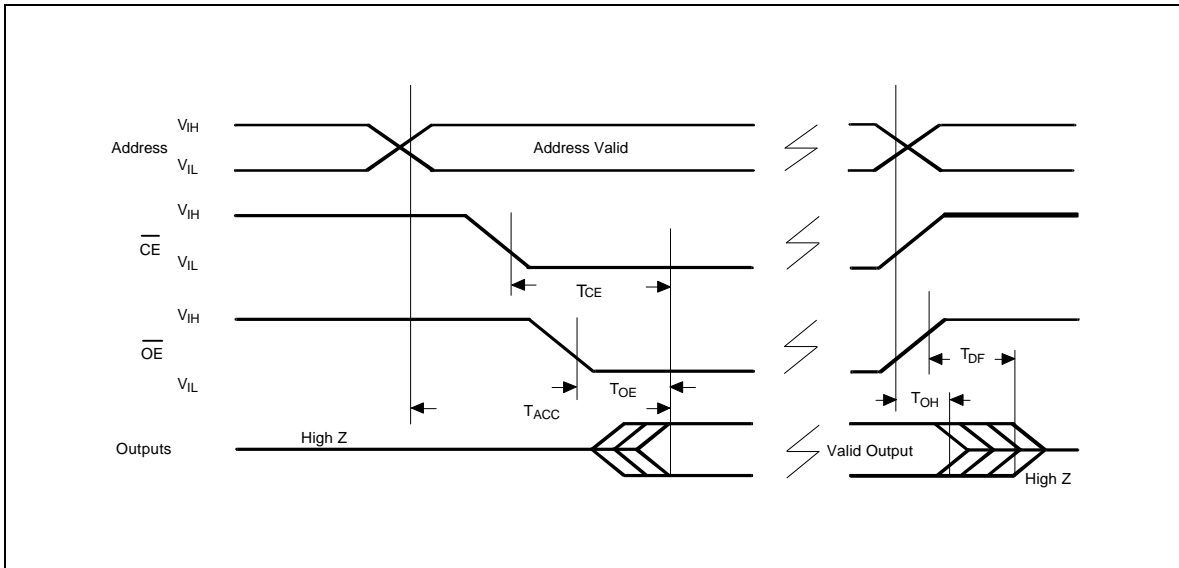 VIH
Address
Address Valid
VIL
VIH
CE
VIL
TCE
VIH
OE
TDF
VIL
TOE
TACC
TOH
High Z
Outputs
Valid Output
High Z